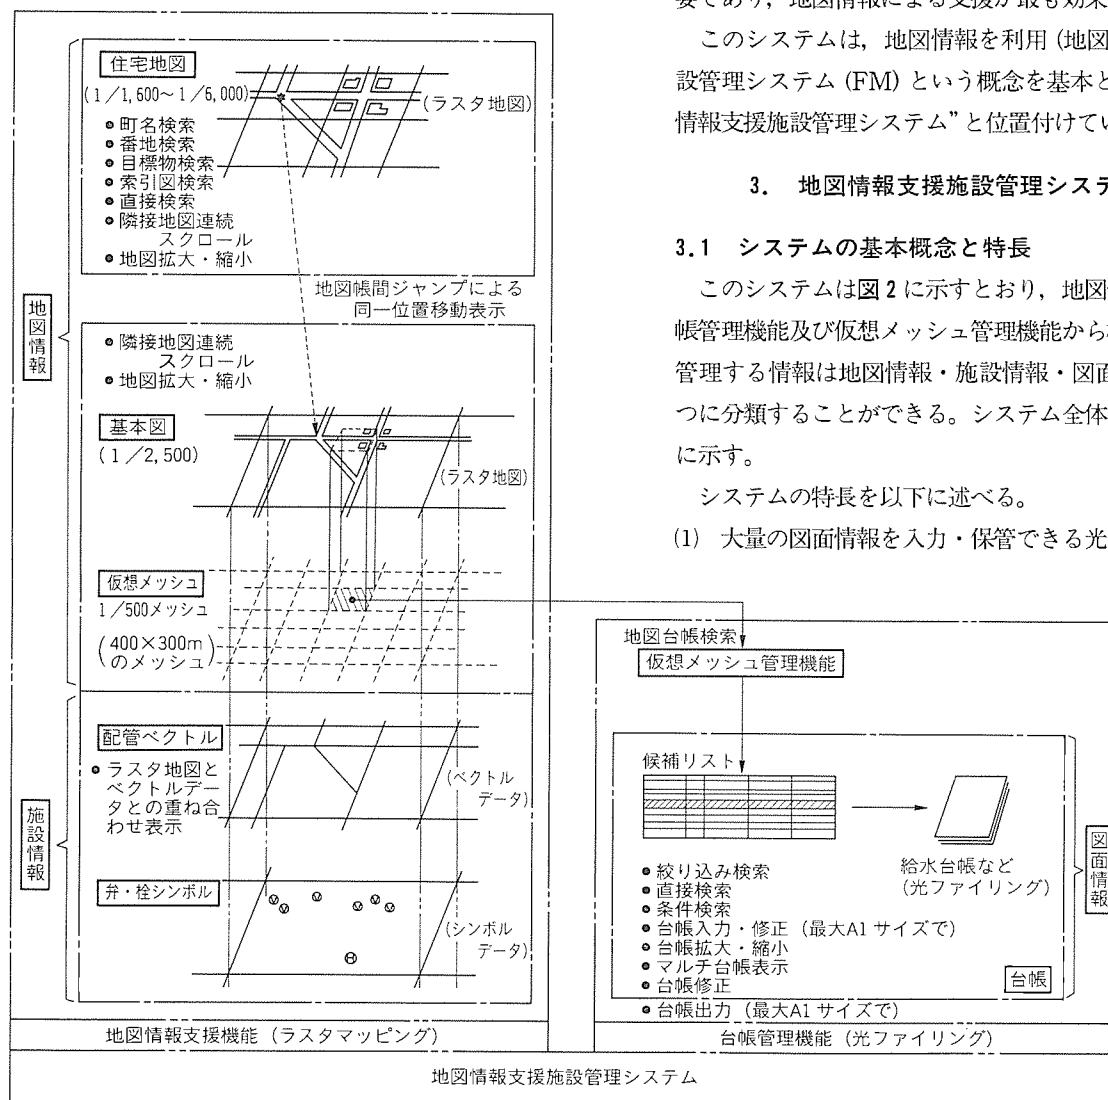 住宅地図
(1/1,600～1/6,000)
(ラスタ地図)
●町名検索
●番地検索
●目標物検索
●索引図検索
●直接検索
●隣接地図連続
スクロール
●地図拡大・縮小
地図帳間ジャンプによる
同一位置移動表示
地図情報
●隣接地図連続
スクロール
●地図拡大・縮小
基本図
(1/2,500)
(ラスタ地図)
仮想メッシュ
1/500メッシュ
(400×300m
のメッシュ)
配管ベクトル
●ラスタ地図と
ベクトルデー
タとの重ね合
わせ表示
(ベクトル
データ)
施設情報
弁・栓シンボル
(シンボル
データ)
地図情報支援機能(ラスタマッピング)
要であり，地図情報による支援が最も効果
このシステムは，地図情報を利用(地図
設管理システム(FM)という概念を基本と
情報支援施設管理システム”と位置付けてい
3. 地図情報支援施設管理システ
3.1 システムの基本概念と特長
このシステムは図2に示すとおり，地図
帳管理機能及び仮想メッシュ管理機能から
管理する情報は地図情報・施設情報・図面
つに分類することができる。システム全体
に示す。
システムの特長を以下に述べる。
(1) 大量の図面情報を入力・保管できる光
地図台帳検索
仮想メッシュ管理機能
候補リスト
給水台帳など
(光ファイリング)
図面情報
●絞り込み検索
●直接検索
●条件検索
●台帳入力・修正(最大A1サイズで)
●台帳拡大・縮小
●マルチ台帳表示
●台帳修正
台帳
●台帳出力(最大A1サイズで)
台帳管理機能(光ファイリング)
地図情報支援施設管理システム